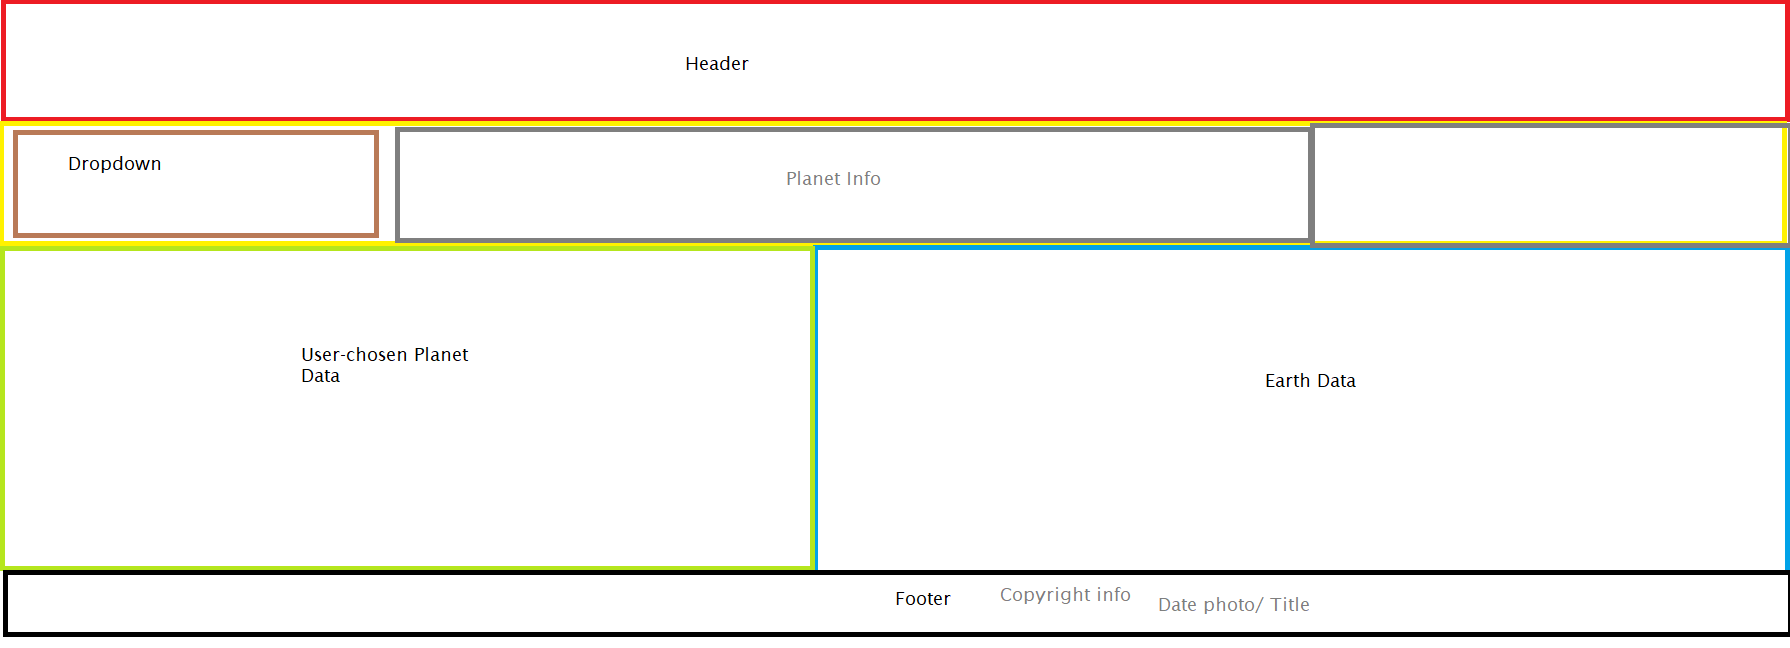 Header
Dropdown
Planet Info
User-chosen Planet
Data
Earth Data
Footer
Copyright info
Date photo/ Title